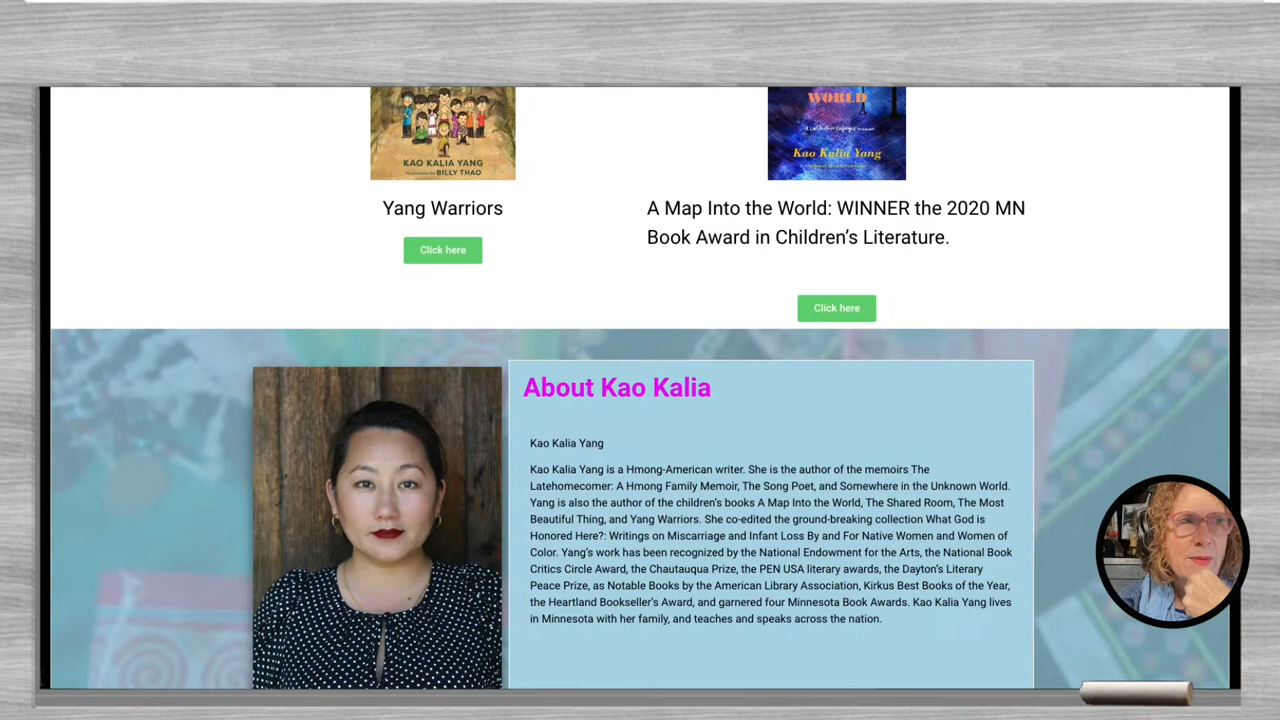 KAO KALIA YANG
BILLY THAO
WORLD
Kao Kalia Yang
Yang Warriors
Click here
A Map Into the World: WINNER the 2020 MN
Book Award in Children’s Literature.
Click here
About Kao Kalia
Kao Kalia Yang
Kao Kalia Yang is a Hmong-American writer. She is the author of the memoirs The
Latehomecomer: A Hmong Family Memoir, The Song Poet, and Somewhere in the Unknown World.
Yang is also the author of the children’s books A Map Into the World, The Shared Room, The Most
Beautiful Thing, and Yang Warriors. She co-edited the ground-breaking collection What God is
Honored Here?: Writings on Miscarriage and Infant Loss By and For Native Women and Women of
Color. Yang’s work has been recognized by the National Endowment for the Arts, the National Book
Critics Circle Award, the Chautauqua Prize, the PEN USA literary awards, the Dayton’s Literary
Peace Prize, as Notable Books by the American Library Association, Kirkus Best Books of the Year,
the Heartland Bookseller’s Award, and garnered four Minnesota Book Awards. Kao Kalia Yang lives
in Minnesota with her family, and teaches and speaks across the nation.